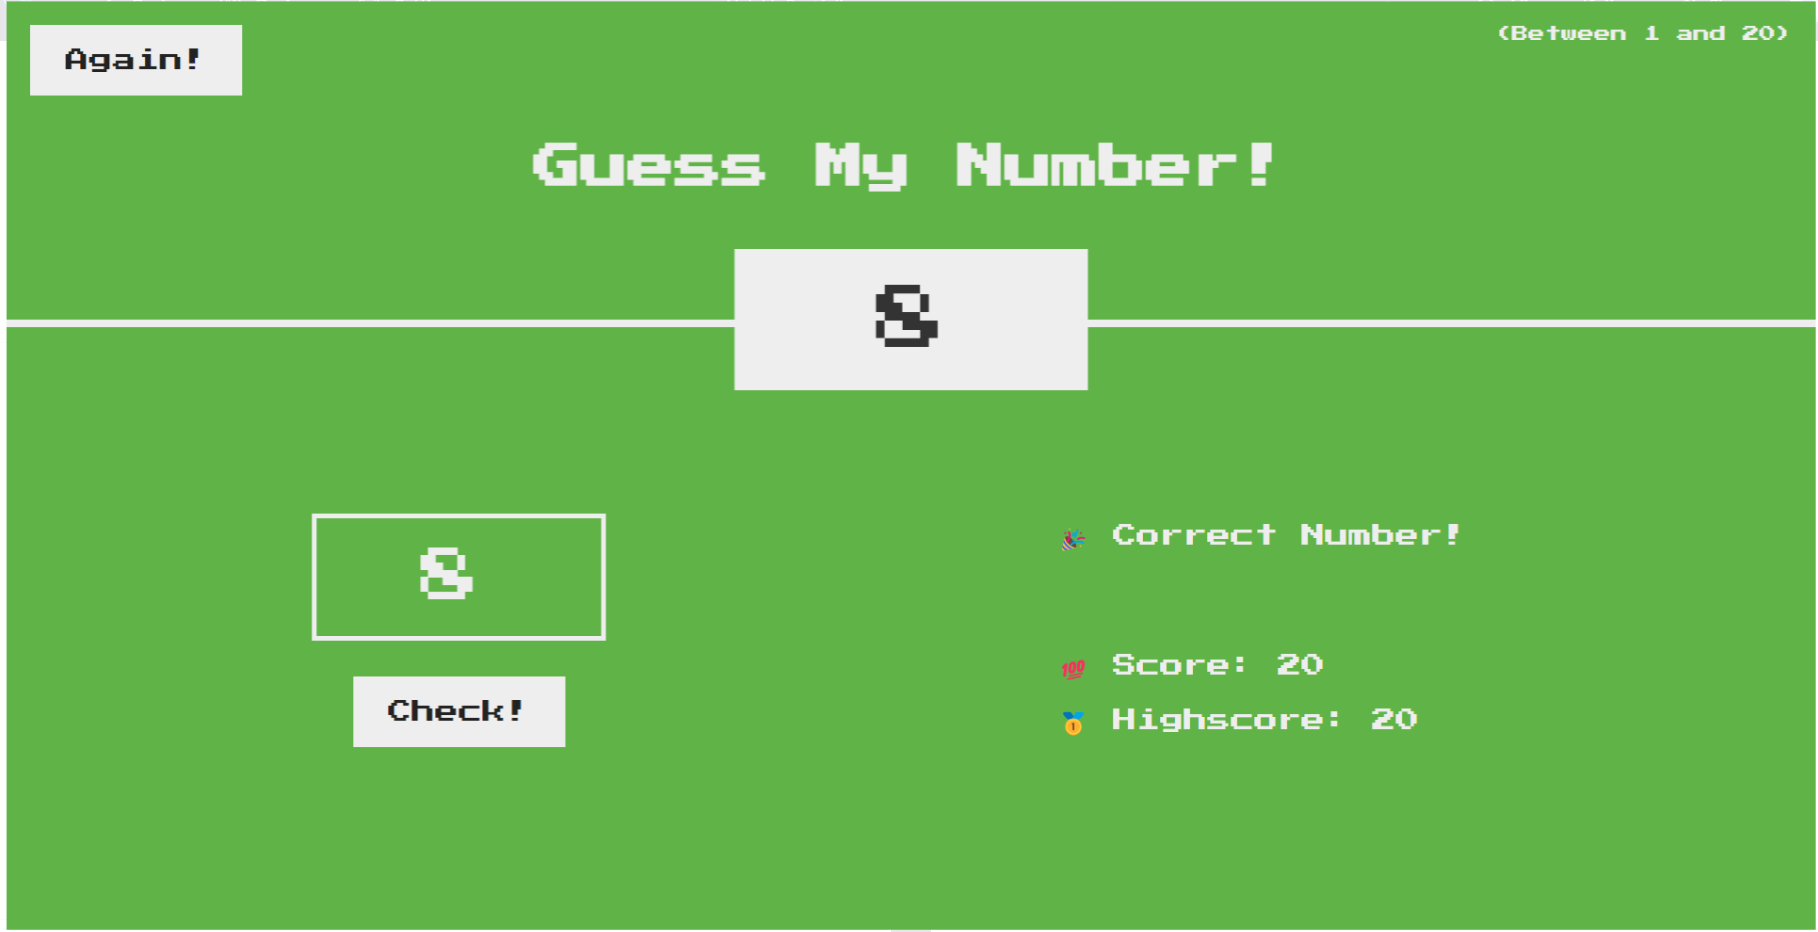 Again!
(Between 1 and 20)
Guess My Number!
8
8
Check!
🎉 Correct Number!
💯 Score: 20
🥇 Highscore: 20